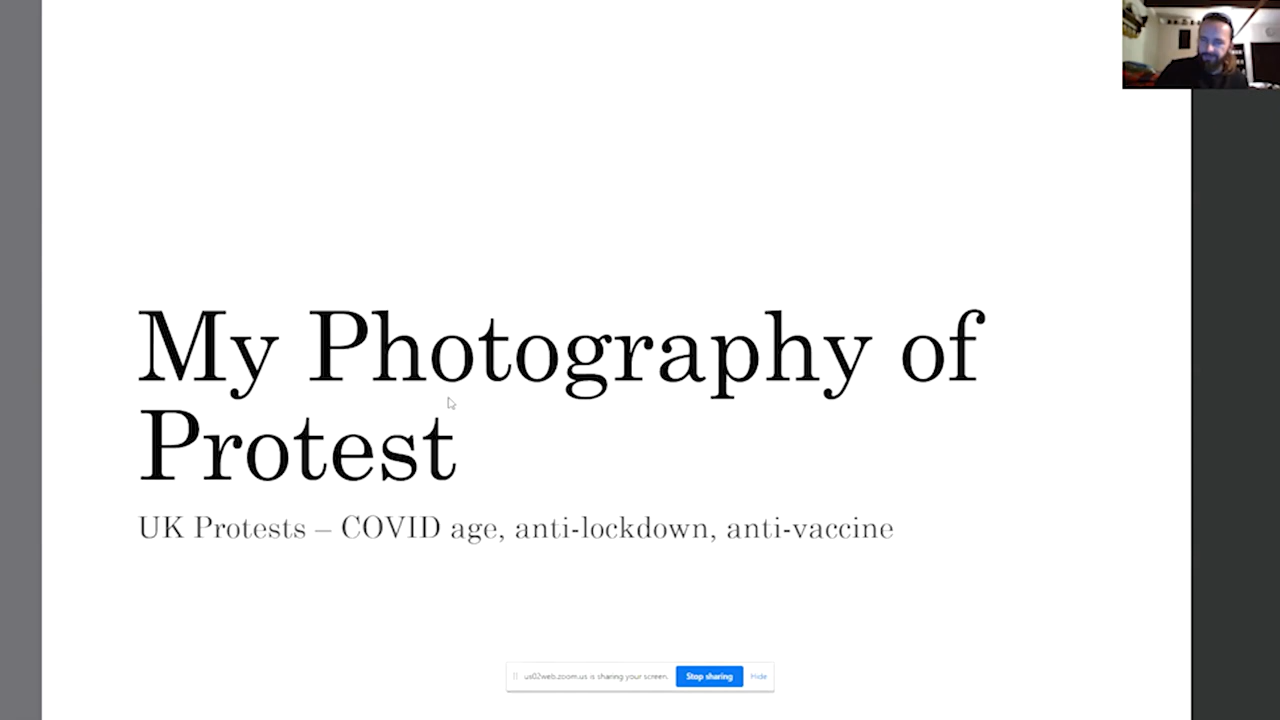 My Photography of
Protest
UK Protests – COVID age, anti-lockdown, anti-vaccine
us02web.zoom.us is sharing your screen.
Stop sharing
Hide